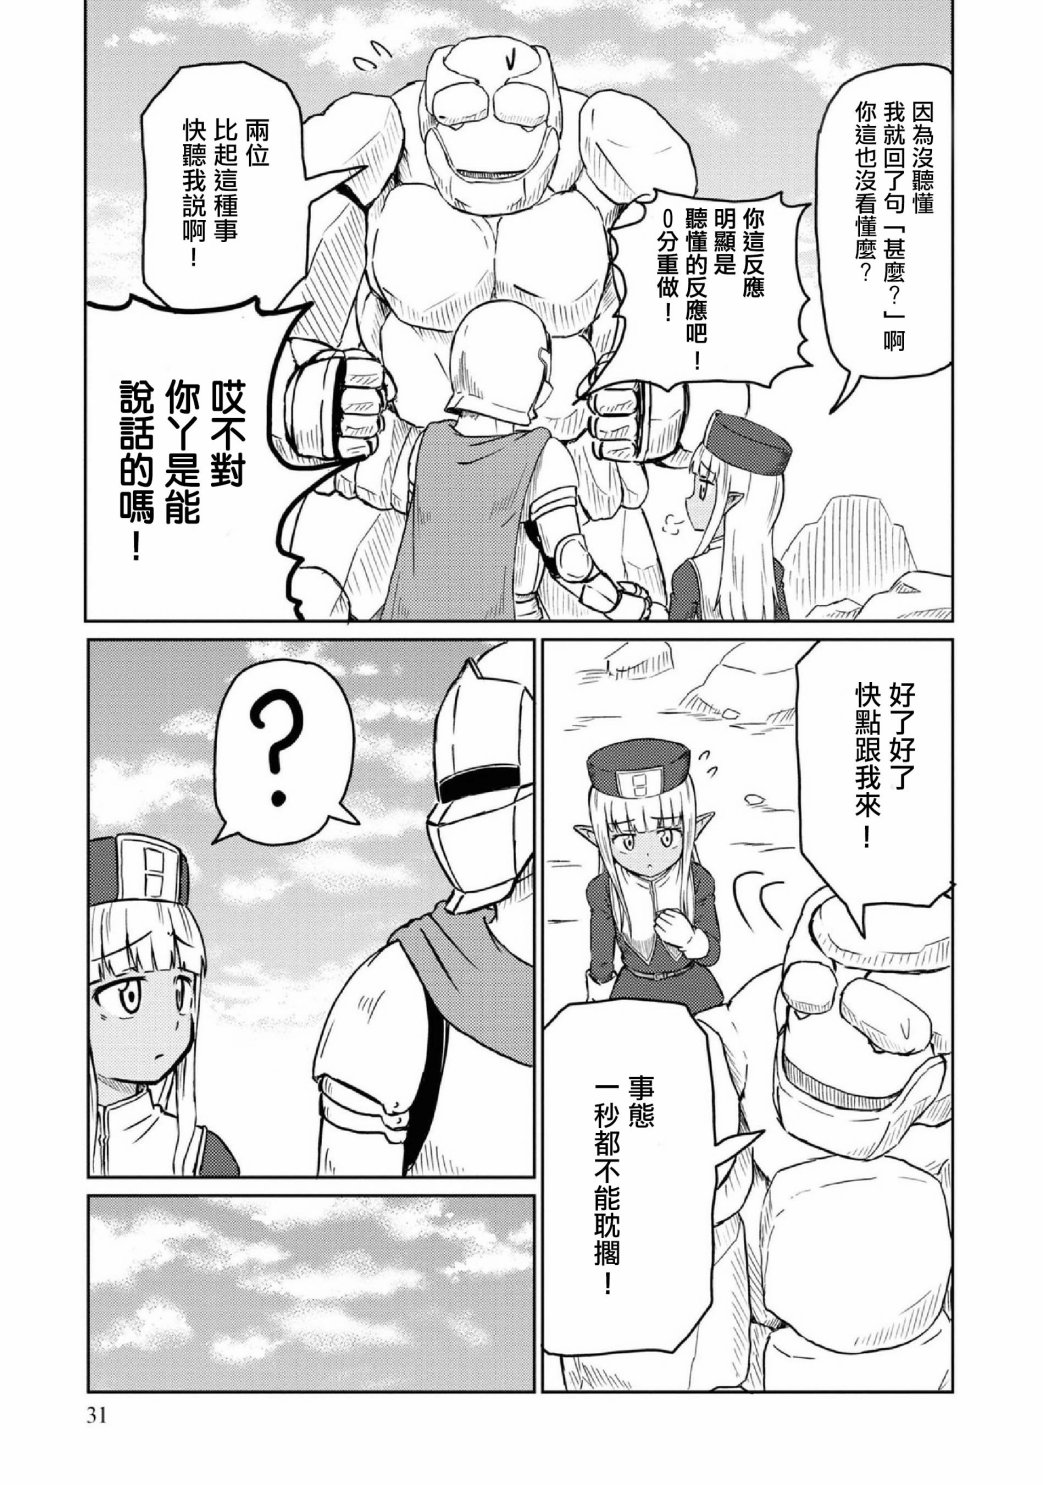 因為沒聽懂
我就回了句「甚麼？」啊
你這也沒看懂麼？
你這反應
明顯是
聽懂的反應吧！
0分重做！
兩位
比起這種事
快聽我説啊！
哎不對
你丫是能
說話的嗎！
好了好了
快點跟我來！
事態
一秒都不能耽擱！
？
31